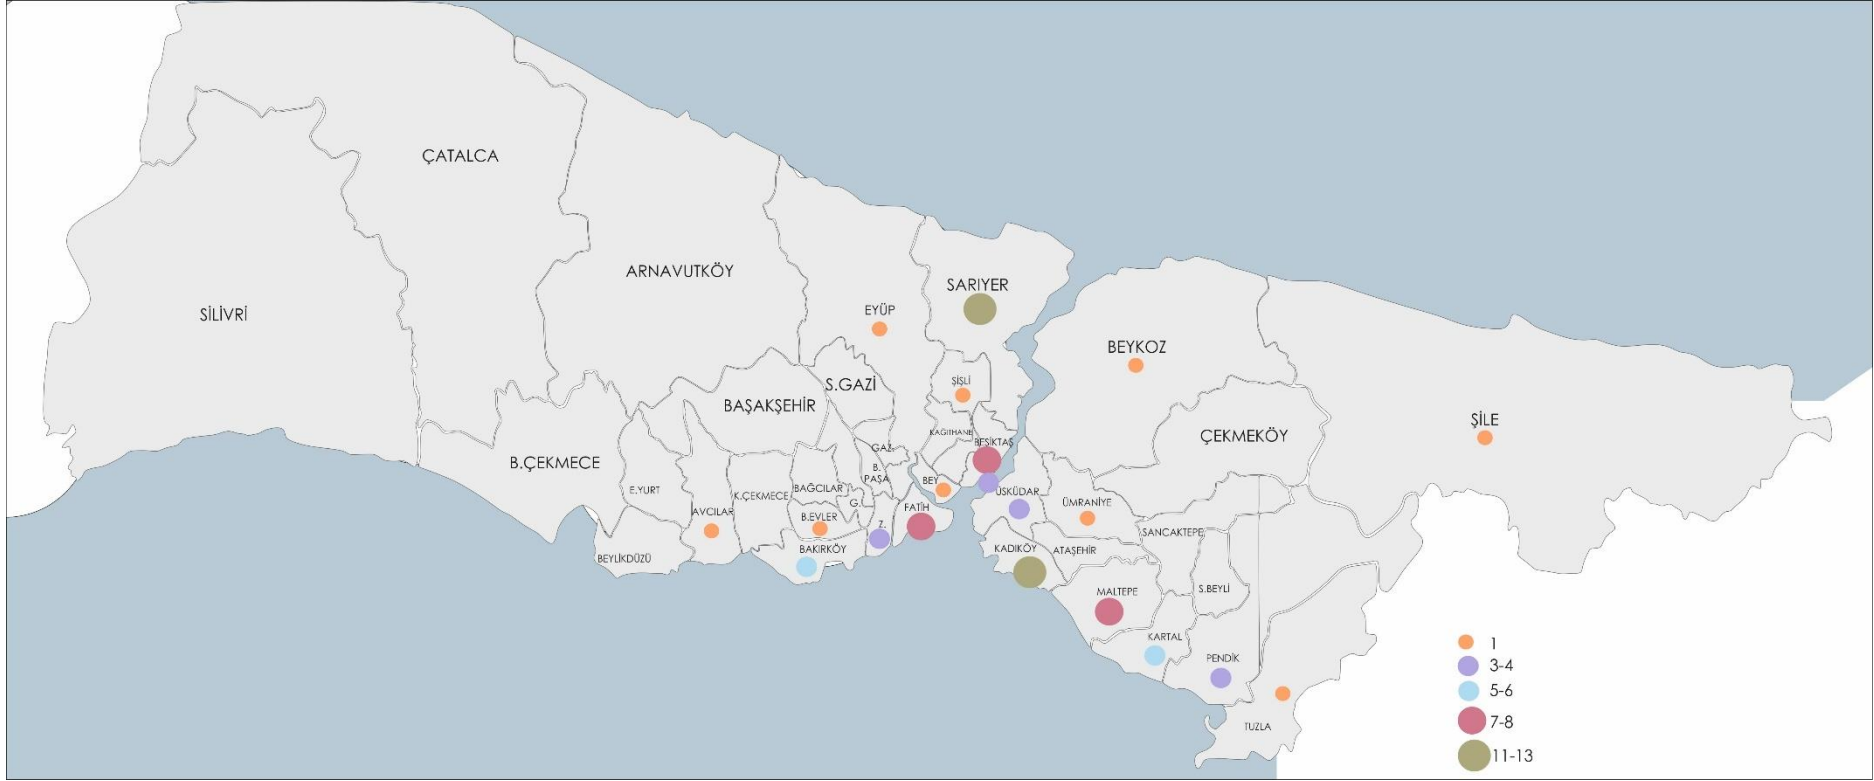 ÇATALCA
ARNAVUTKÖY
SİLİVRİ
EYÜP
SARIYER
BEYKOZ
S.GAZİ
ŞİŞLİ
BAŞAKŞEHİR
ŞİLE
KAĞITHANE
BEŞİKTAŞ
ÇEKMEKÖY
GAZ.
B.ÇEKMECE
B.
PAŞA
BEY
E.YURT
K.ÇEKMECE
BAĞCILAR
ÜSKÜDAR
G.
ÜMRANİYE
AVCILAR
B.EVLER
Z.
FATİH
SANCAKTEPE
BEYLİKDÜZÜ
BAKIRKÖY
KADIKÖY
ATAŞEHİR
MALTEPE
S.BEYLİ
KARTAL
PENDİK
TUZLA
1
3-4
5-6
7-8
11-13